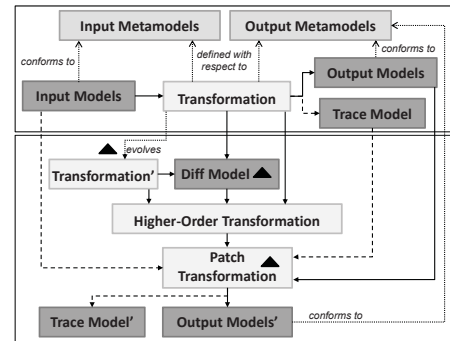 Input Metamodels Output Metamodels
conforms to defined with respect to conforms to
Input Models Transformation Output Models
Trace Model
evolves
Transformation’ Diff Model
Higher-Order Transformation
Patch
Transformation
Trace Model’ Output Models’ conforms to